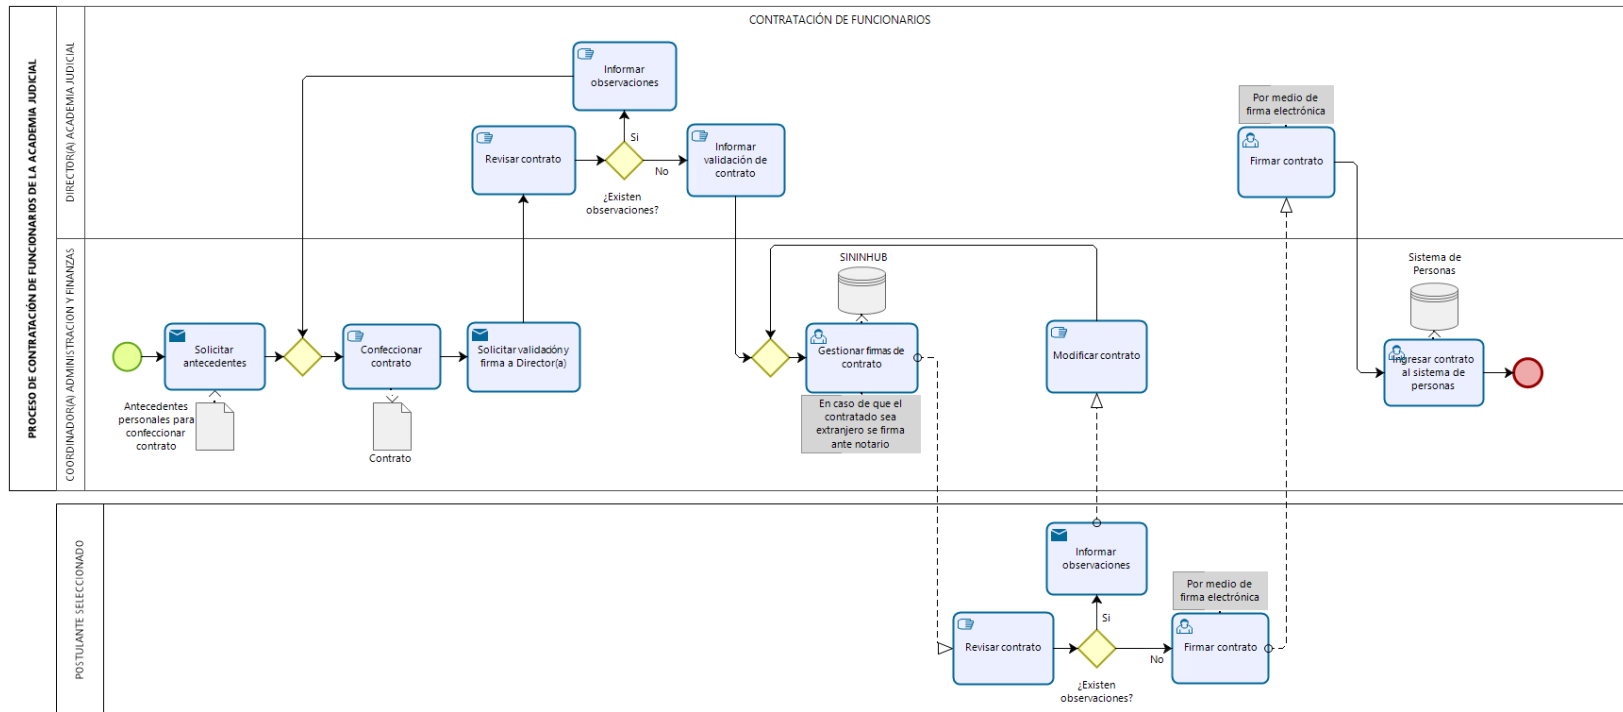 CONTRATACIÓN DE FUNCIONARIOS
PROCESO DE CONTRATACIÓN DE FUNCIONARIOS DE LA ACADEMIA JUDICIAL
DIRECTOR(A) ACADEMIA JUDICIAL
Informar
observaciones
Revisar contrato
Si
No
¿Existen
observaciones?
Informar
validación de
contrato
Por medio de
firma electrónica
Firmar contrato
COORDINADOR(A) ADMINISTRACION Y FINANZAS
Solicitar
antecedentes
Antecedentes
personales para
confeccionar
contrato
Confeccionar
contrato
Contrato
Solicitar validación y
firma a Director(a)
SININHUB
Gestionar firmas de
contrato
En caso de que el
contratado sea
extranjero se firma
ante notario
Modificar contrato
Sistema de
Personas
Ingresar contrato
al sistema de
personas
POSTULANTE SELECCIONADO
Informar
observaciones
Revisar contrato
Si
No
¿Existen
observaciones?
Por medio de
firma electrónica
Firmar contrato